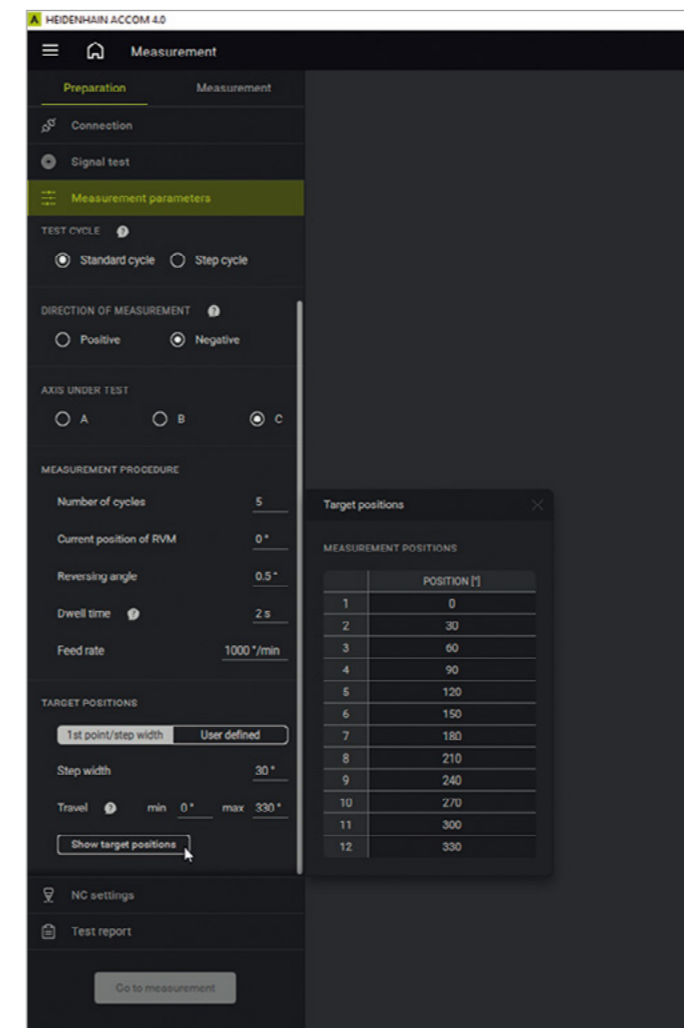 HEIDENHAIN ACCOM 4.0
Measurement
Preparation Measurement
Connection
Signal test
Measurement parameters
TEST CYCLE ?
Standard cycle Step cycle
DIRECTION OF MEASUREMENT ?
Positive Negative
AXIS UNDER TEST
A B C
MEASUREMENT PROCEDURE
Number of cycles 5
Current position of RVM 0°
Reversing angle 0.5°
Dwell time ? 2 s
Feed rate 1000 °/min
TARGET POSITIONS
1st point/step width User defined
Step width 30°
Travel ? min 0° max 330°
Show target positions
Target positions
MEASUREMENT POSITIONS
POSITION [°]
1 0
2 30
3 60
4 90
5 120
6 150
7 180
8 210
9 240
10 270
11 300
12 330
NC settings
Test report
Go to measurement